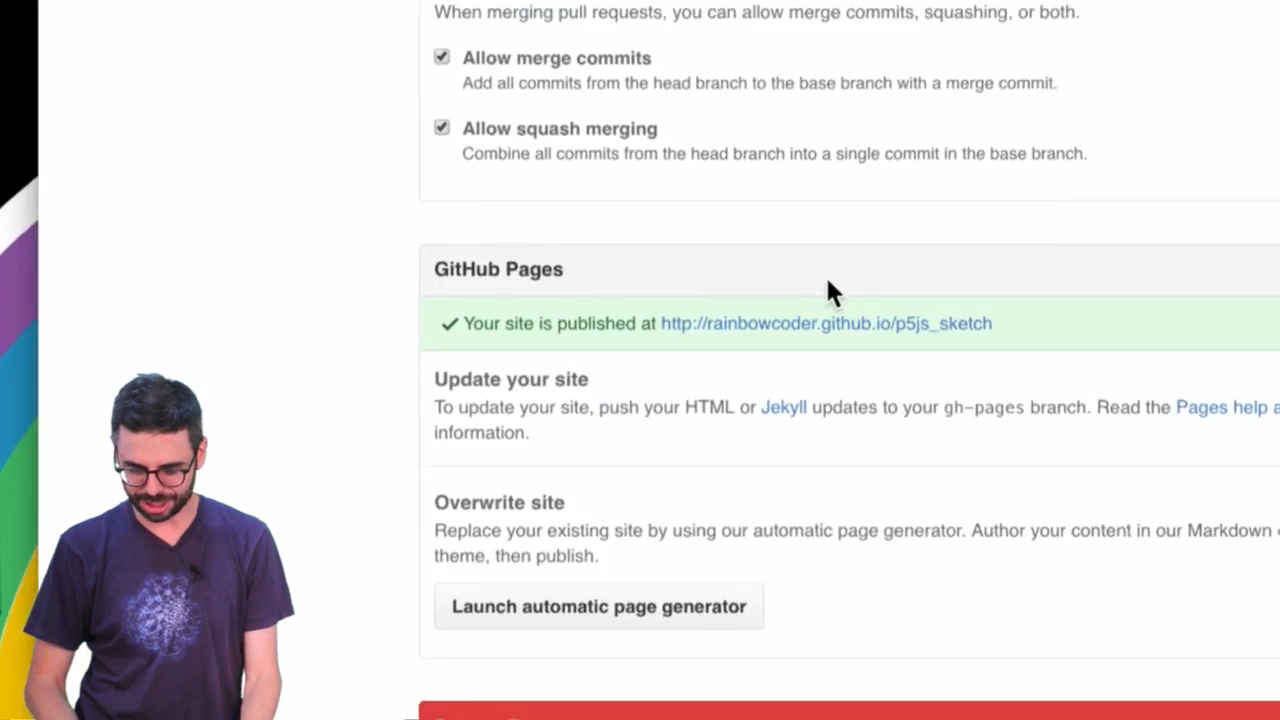 When merging pull requests, you can allow merge commits, squashing, or both.
Allow merge commits
Add all commits from the head branch to the base branch with a merge commit.
Allow squash merging
Combine all commits from the head branch into a single commit in the base branch.
GitHub Pages
Your site is published at http://rainbowcoder.github.io/p5js_sketch
Update your site
To update your site, push your HTML or Jekyll updates to your gh-pages branch. Read the Pages help
information.
Overwrite site
Replace your existing site by using our automatic page generator. Author your content in our Markdown
theme, then publish.
Launch automatic page generator